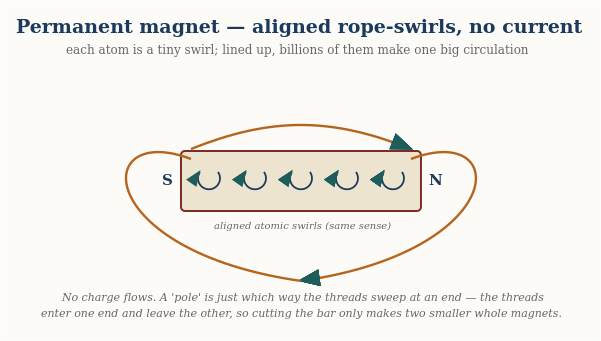 Permanent magnet — aligned rope-swirls, no current
each atom is a tiny swirl; lined up, billions of them make one big circulation
S
N
aligned atomic swirls (same sense)
No charge flows. A 'pole' is just which way the threads sweep at an end — the threads
enter one end and leave the other, so cutting the bar only makes two smaller whole magnets.